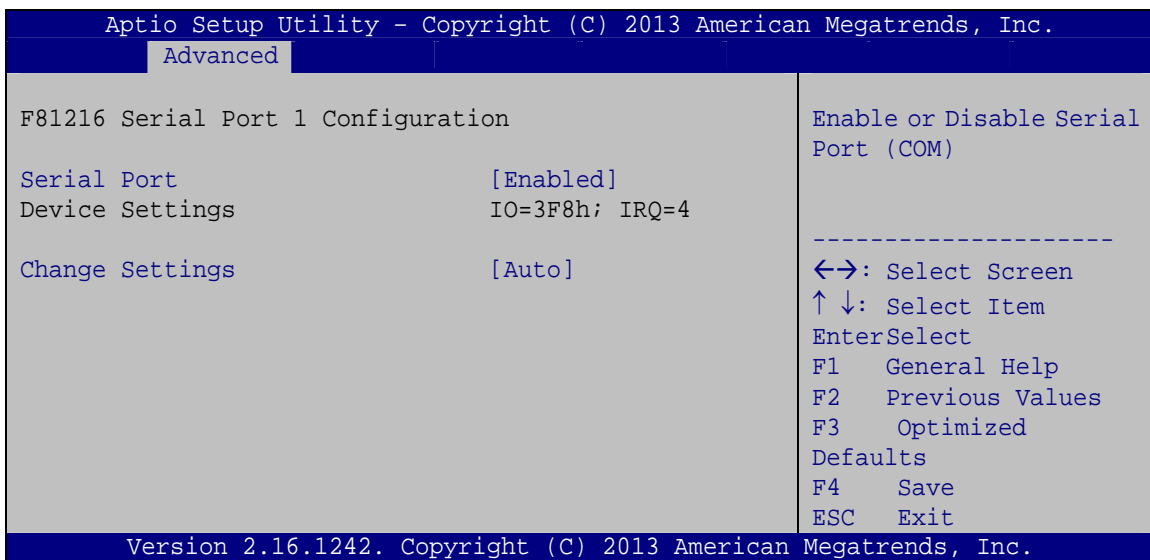 Aptio Setup Utility – Copyright (C) 2013 American Megatrends, Inc.
Advanced
F81216 Serial Port 1 Configuration
Serial Port [Enabled]
Device Settings IO=3F8h; IRQ=4
Change Settings [Auto]
Enable or Disable Serial
Port (COM)
---------------------
←→: Select Screen
↑ ↓: Select Item
EnterSelect
F1 General Help
F2 Previous Values
F3 Optimized
Defaults
F4 Save
ESC Exit
Version 2.16.1242. Copyright (C) 2013 American Megatrends, Inc.